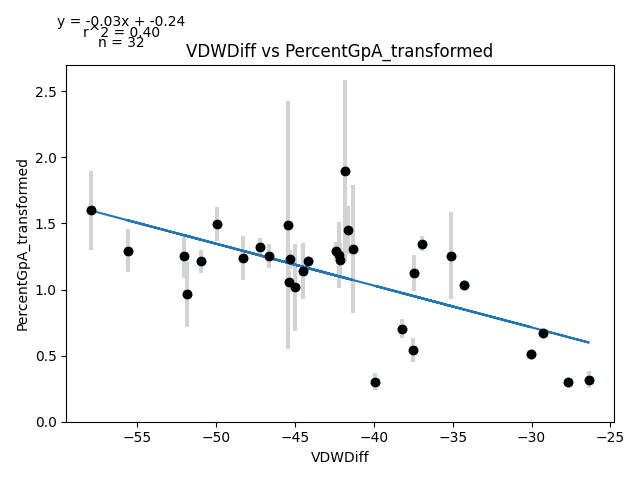 y = -0.03x + -0.24
r^2 = 0.40
n = 32
VDWDiff vs PercentGpA_transformed
2.5
2.0
1.5
1.0
0.5
0.0
PercentGpA_transformed
−55 −50 −45 −40 −35 −30 −25
VDWDiff